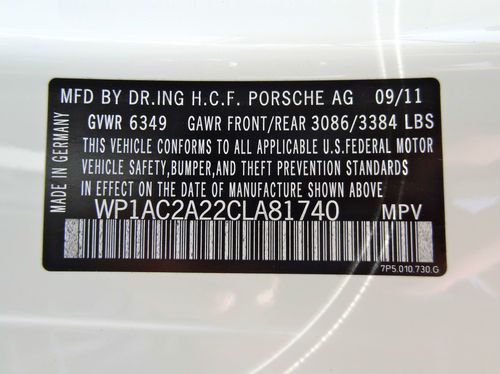 MFD BY DR.ING H.C.F. PORSCHE AG 09/11
GVWR 6349 GAWR FRONT/REAR 3086/3384 LBS
THIS VEHICLE CONFORMS TO ALL APPLICABLE U.S.FEDERAL MOTOR
VEHICLE SAFETY,BUMPER, AND THEFT PREVENTION STANDARDS
IN EFFECT ON THE DATE OF MANUFACTURE SHOWN ABOVE
WP1AC2A22CLA81740 MPV
7P5.010.730.G
MADE IN GERMANY